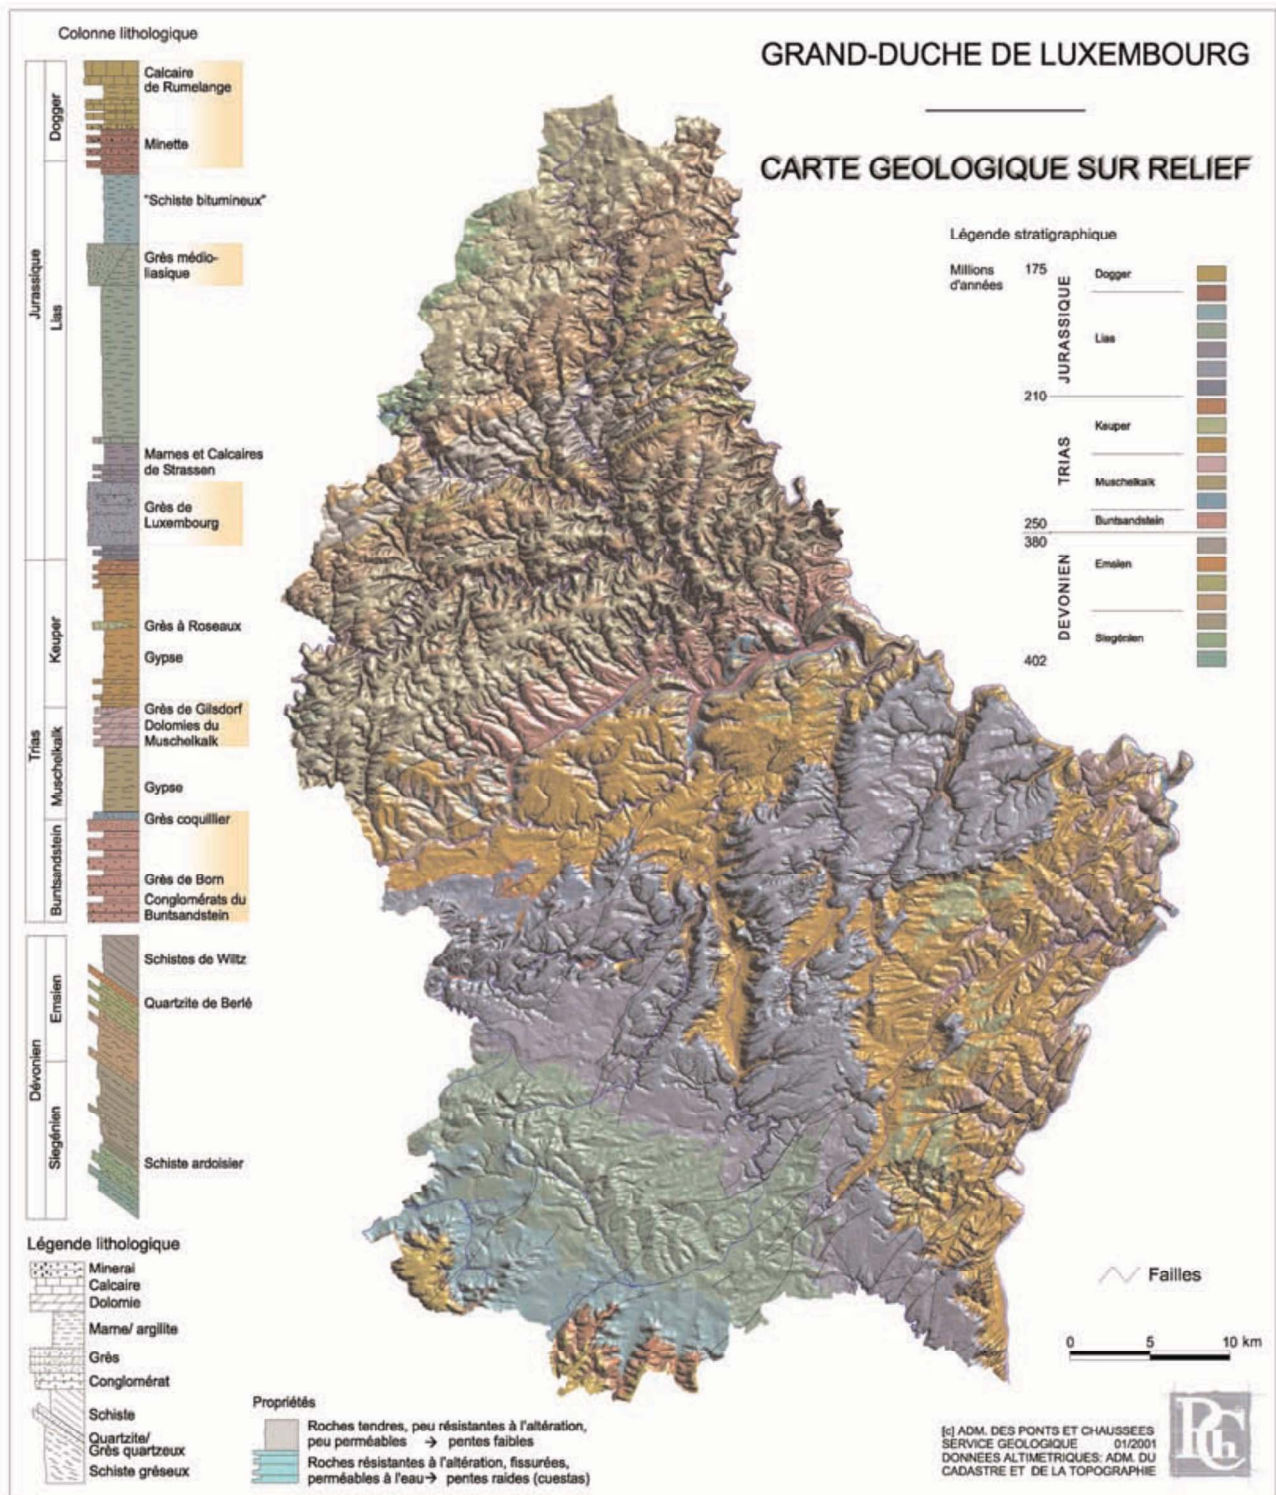 Colonne lithologique
GRAND-DUCHE DE LUXEMBOURG
CARTE GEOLOGIQUE SUR RELIEF
Jurassique
Dogger
Lias
Calcaire
de Rumelange
Minette
"Schiste bitumineux"
Grès médio-
liasique
Marnes et Calcaires
de Strassen
Grès de
Luxembourg
Trias
Keuper
Muschelkalk
Buntsandstein
Grès à Roseaux
Gypse
Grès de Gilsdorf
Dolomies du
Muschelkalk
Gypse
Grès coquillier
Grès de Born
Conglomérats du
Buntsandstein
Dévonien
Emsien
Siegénien
Schistes de Wiltz
Quartzite de Berlé
Schiste ardoisier
Légende stratigraphique
Millions
d'années
175
JURASSIQUE
Dogger
Lias
210
TRIAS
Keuper
Muschelkalk
Buntsandstein
250
380
DEVONIEN
Emsien
Siegénien
402
Légende lithologique
Minerai
Calcaire
Dolomie
Marne/ argilite
Grès
Conglomérat
Schiste
Quartzite/
Grès quartzeux
Schiste gréseux
Propriétés
Roches tendres, peu résistantes à l'altération,
peu perméables → pentes faibles
Roches résistantes à l'altération, fissurées,
perméables à l'eau→ pentes raides (cuestas)
Failles
0 5 10 km
[c] ADM. DES PONTS ET CHAUSSEES
SERVICE GEOLOGIQUE 01/2001
DONNEES ALTIMETRIQUES: ADM. DU
CADASTRE ET DE LA TOPOGRAPHIE
PCh